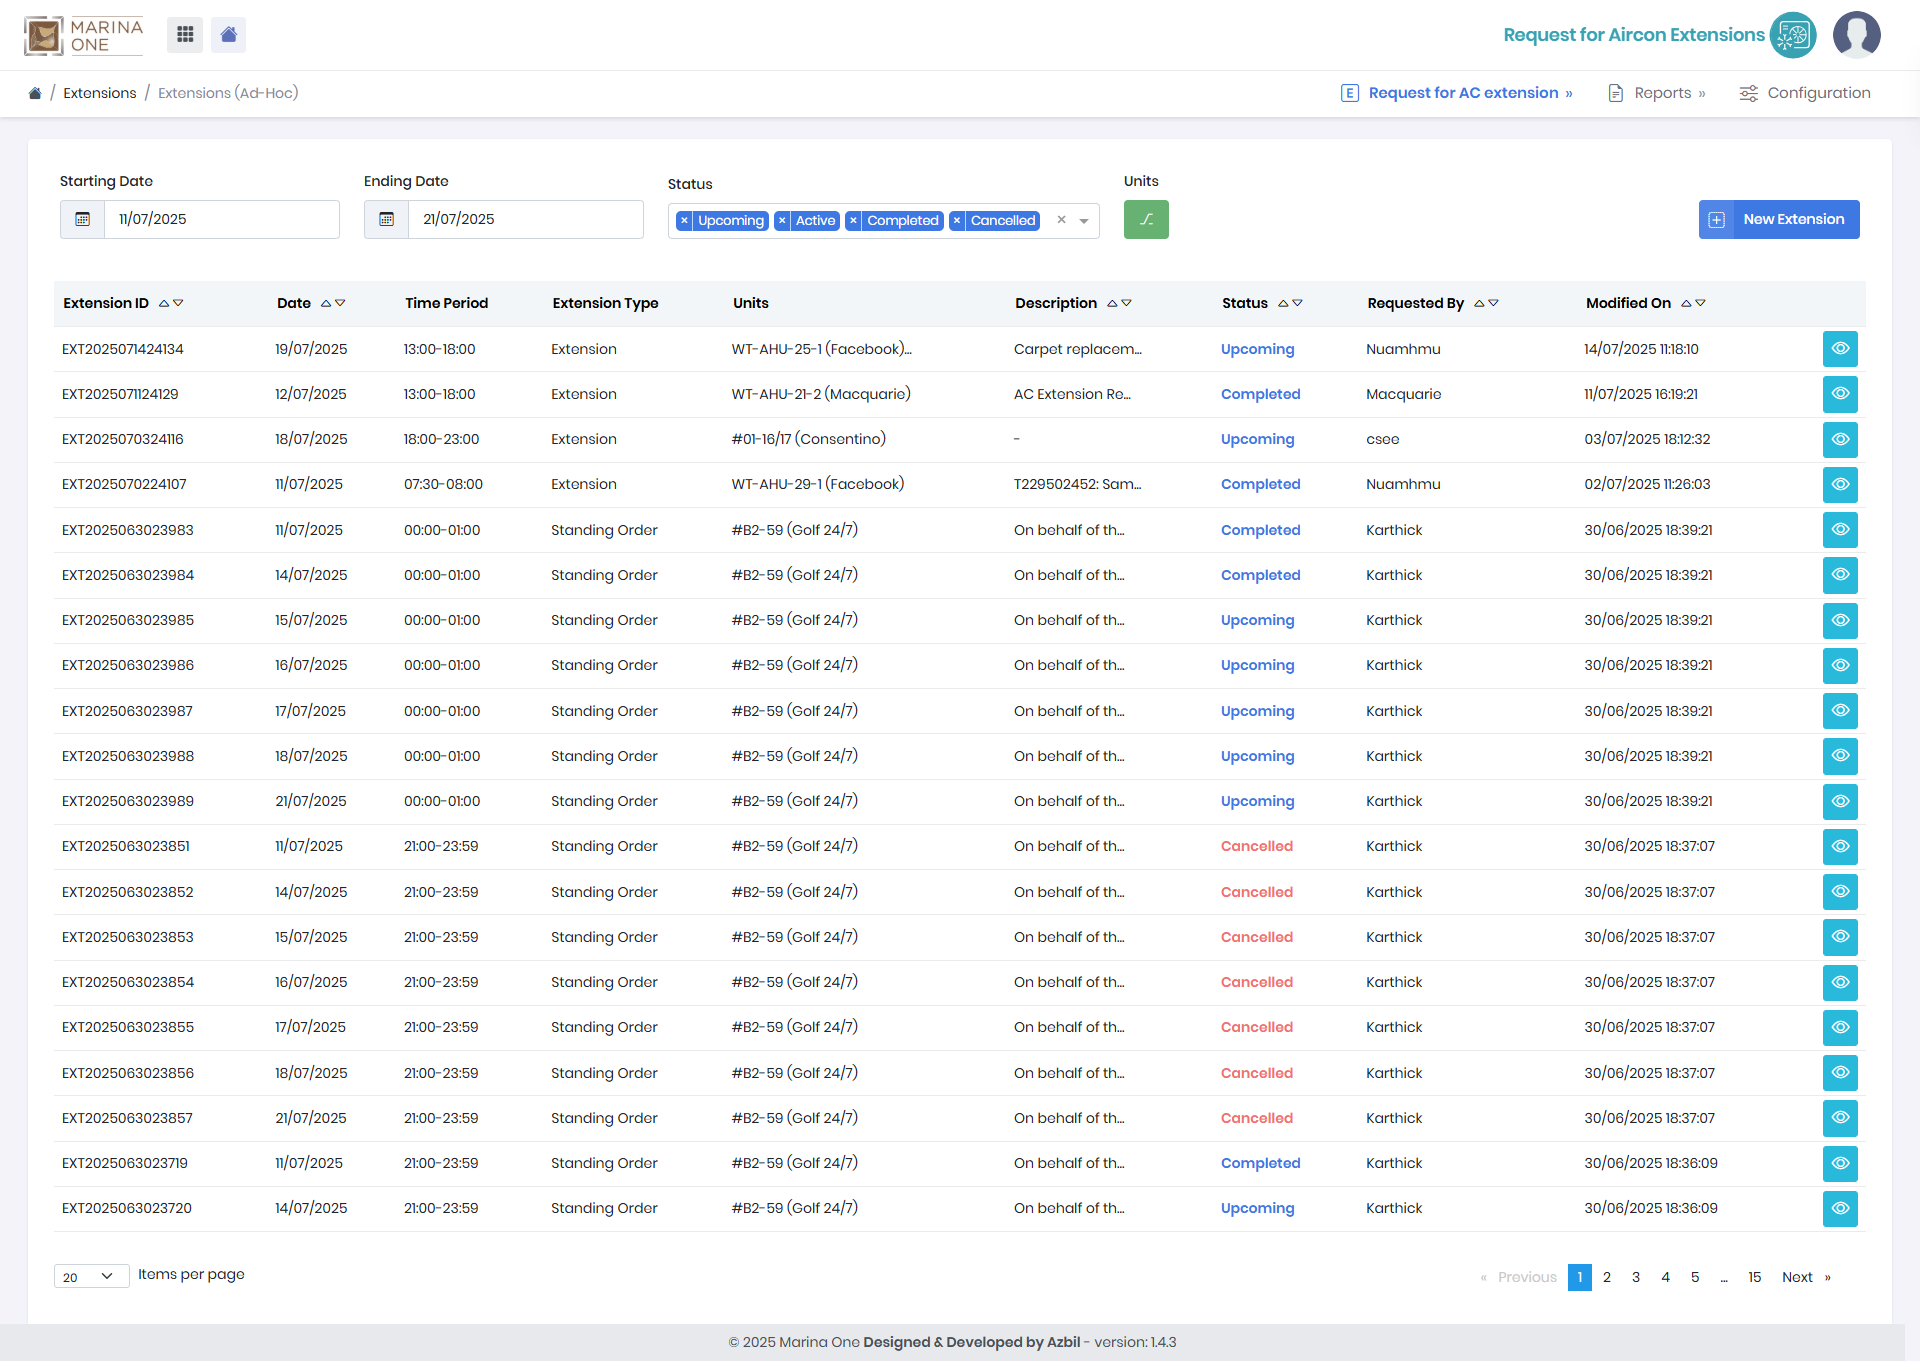 MARINA
ONE
Request for Aircon Extensions
/ Extensions / Extensions (Ad-Hoc)
E Request for AC extension » Reports » Configuration
Starting Date Ending Date Status Units
11/07/2025 21/07/2025 × Upcoming × Active × Completed × Cancelled × New Extension
Extension ID Date Time Period Extension Type Units Description Status Requested By Modified On
EXT2025071424134 19/07/2025 13:00-18:00 Extension WT-AHU-25-1 (Facebook)... Carpet replacem... Upcoming Nuamhmu 14/07/2025 11:18:10
EXT2025071124129 12/07/2025 13:00-18:00 Extension WT-AHU-21-2 (Macquarie) AC Extension Re... Completed Macquarie 11/07/2025 16:19:21
EXT2025070324116 18/07/2025 18:00-23:00 Extension #01-16/17 (Consentino) - Upcoming csee 03/07/2025 18:12:32
EXT2025070224107 11/07/2025 07:30-08:00 Extension WT-AHU-29-1 (Facebook) T229502452: Sam... Completed Nuamhmu 02/07/2025 11:26:03
EXT2025063023983 11/07/2025 00:00-01:00 Standing Order #B2-59 (Golf 24/7) On behalf of th... Completed Karthick 30/06/2025 18:39:21
EXT2025063023984 14/07/2025 00:00-01:00 Standing Order #B2-59 (Golf 24/7) On behalf of th... Completed Karthick 30/06/2025 18:39:21
EXT2025063023985 15/07/2025 00:00-01:00 Standing Order #B2-59 (Golf 24/7) On behalf of th... Upcoming Karthick 30/06/2025 18:39:21
EXT2025063023986 16/07/2025 00:00-01:00 Standing Order #B2-59 (Golf 24/7) On behalf of th... Upcoming Karthick 30/06/2025 18:39:21
EXT2025063023987 17/07/2025 00:00-01:00 Standing Order #B2-59 (Golf 24/7) On behalf of th... Upcoming Karthick 30/06/2025 18:39:21
EXT2025063023988 18/07/2025 00:00-01:00 Standing Order #B2-59 (Golf 24/7) On behalf of th... Upcoming Karthick 30/06/2025 18:39:21
EXT2025063023989 21/07/2025 00:00-01:00 Standing Order #B2-59 (Golf 24/7) On behalf of th... Upcoming Karthick 30/06/2025 18:39:21
EXT2025063023851 11/07/2025 21:00-23:59 Standing Order #B2-59 (Golf 24/7) On behalf of th... Cancelled Karthick 30/06/2025 18:37:07
EXT2025063023852 14/07/2025 21:00-23:59 Standing Order #B2-59 (Golf 24/7) On behalf of th... Cancelled Karthick 30/06/2025 18:37:07
EXT2025063023853 15/07/2025 21:00-23:59 Standing Order #B2-59 (Golf 24/7) On behalf of th... Cancelled Karthick 30/06/2025 18:37:07
EXT2025063023854 16/07/2025 21:00-23:59 Standing Order #B2-59 (Golf 24/7) On behalf of th... Cancelled Karthick 30/06/2025 18:37:07
EXT2025063023855 17/07/2025 21:00-23:59 Standing Order #B2-59 (Golf 24/7) On behalf of th... Cancelled Karthick 30/06/2025 18:37:07
EXT2025063023856 18/07/2025 21:00-23:59 Standing Order #B2-59 (Golf 24/7) On behalf of th... Cancelled Karthick 30/06/2025 18:37:07
EXT2025063023857 21/07/2025 21:00-23:59 Standing Order #B2-59 (Golf 24/7) On behalf of th... Cancelled Karthick 30/06/2025 18:37:07
EXT2025063023719 11/07/2025 21:00-23:59 Standing Order #B2-59 (Golf 24/7) On behalf of th... Completed Karthick 30/06/2025 18:36:09
EXT2025063023720 14/07/2025 21:00-23:59 Standing Order #B2-59 (Golf 24/7) On behalf of th... Upcoming Karthick 30/06/2025 18:36:09
20 Items per page « Previous 1 2 3 4 5 ... 15 Next »
© 2025 Marina One Designed & Developed by Azbil - version: 1.4.3